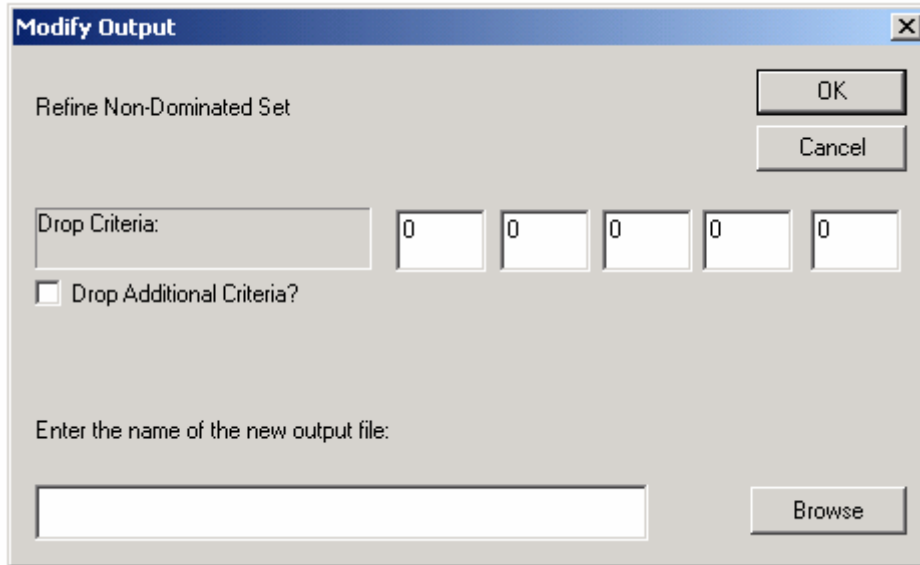 Modify Output
Refine Non-Dominated Set
OK
Cancel
Drop Criteria:
0 0 0 0 0
Drop Additional Criteria?
Enter the name of the new output file:
Browse